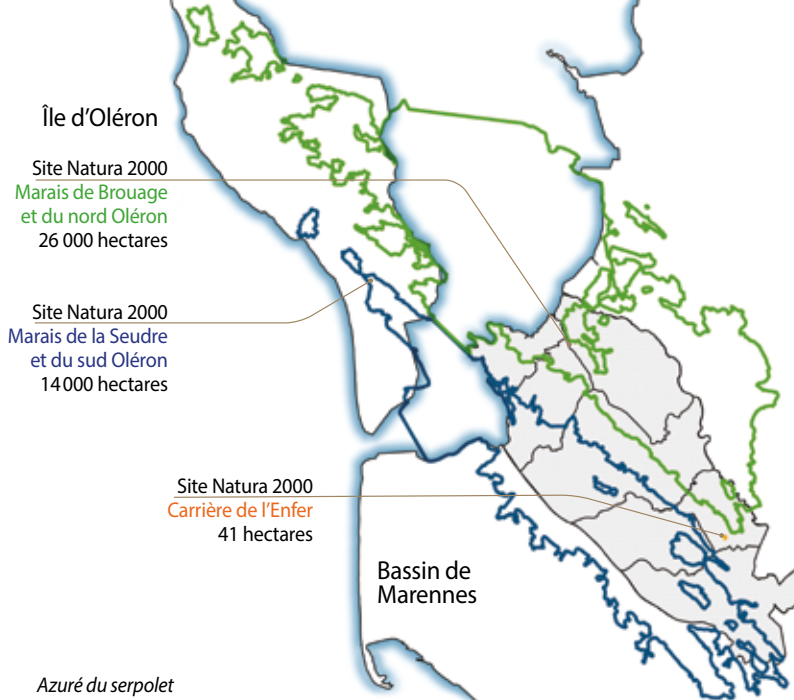 Île d'Oléron
Site Natura 2000
Marais de Brouage
et du nord Oléron
26 000 hectares
Site Natura 2000
Marais de la Seudre
et du sud Oléron
14 000 hectares
Site Natura 2000
Carrière de l'Enfer
41 hectares
Bassin de
Marennes
Azuré du serpolet